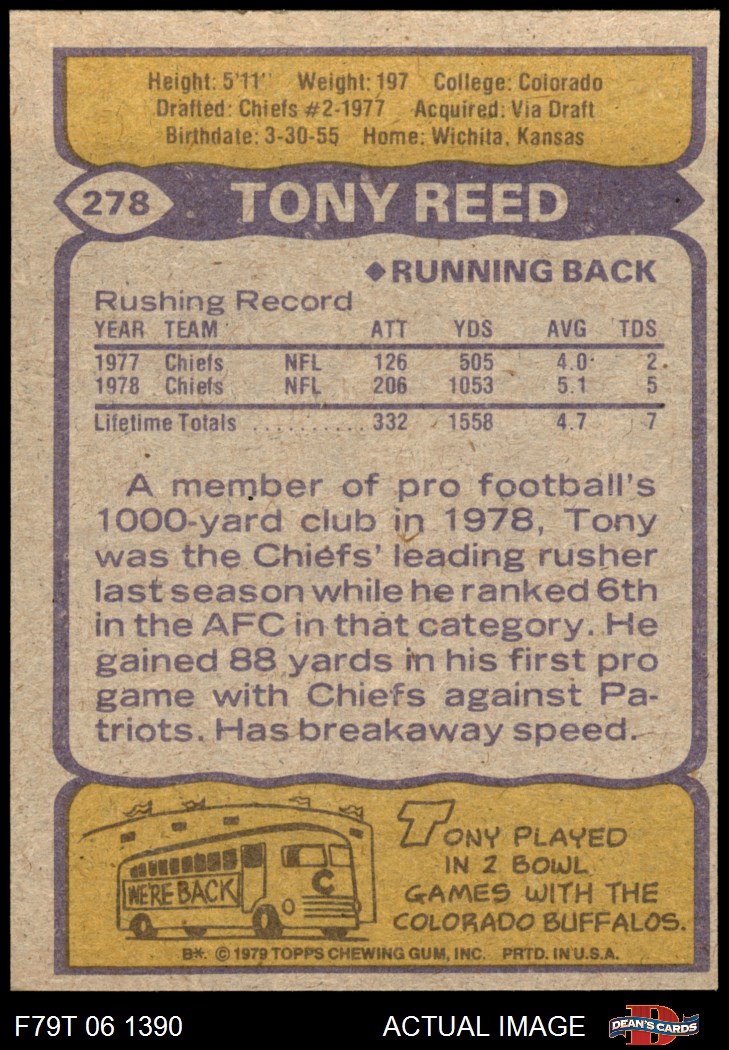 Height: 5'11" Weight: 197 College: Colorado
Drafted: Chiefs #2-1977 Acquired: Via Draft
Birthdate: 3-30-55 Home: Wichita, Kansas
278 TONY REED
◆RUNNING BACK
Rushing Record
YEAR TEAM ATT YDS AVG TDS
1977 Chiefs NFL 126 505 4.0 2
1978 Chiefs NFL 206 1053 5.1 5
Lifetime Totals .......... 332 1558 4.7 7
A member of pro football's
1000-yard club in 1978, Tony
was the Chiefs' leading rusher
last season while he ranked 6th
in the AFC in that category. He
gained 88 yards in his first pro
game with Chiefs against Pa-
triots. Has breakaway speed.
WE'RE BACK
C
TONY PLAYED
IN 2 BOWL
GAMES WITH THE
COLORADO BUFFALOS.
B*. © 1979 TOPPS CHEWING GUM, INC. PRTD. IN U.S.A.
F79T 06 1390 ACTUAL IMAGE DEAN'S CARDS